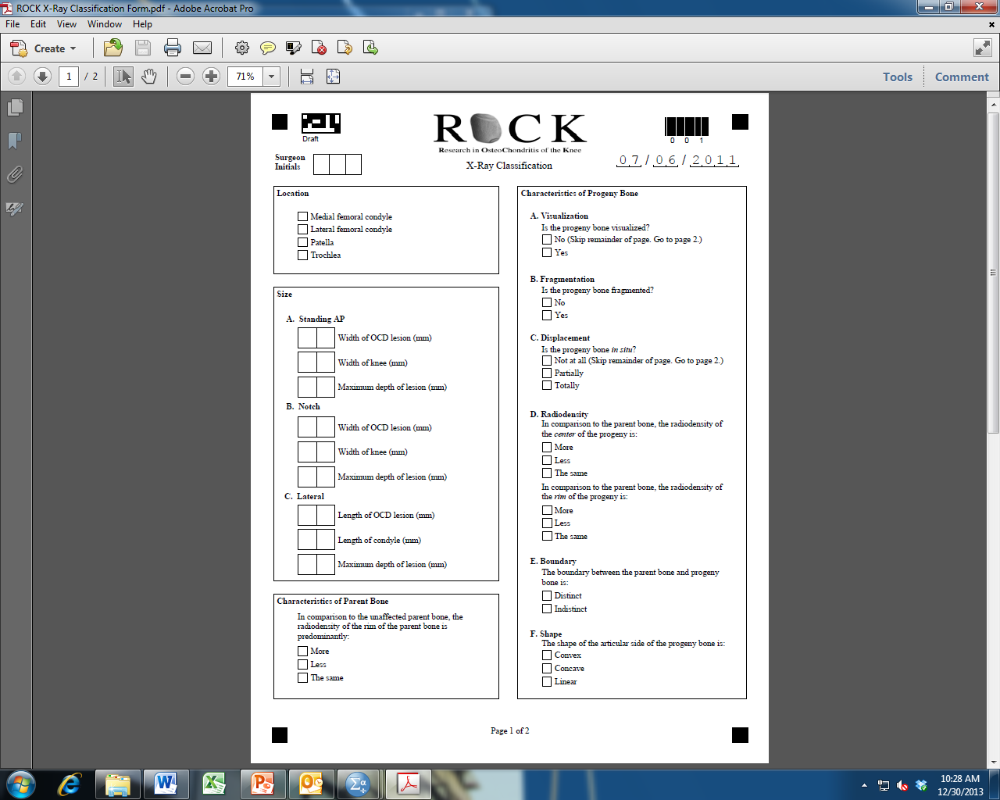 ROCK X-Ray Classification Form.pdf - Adobe Acrobat Pro
File Edit View Window Help
Create
1 / 2 71% Tools Comment
Draft
ROCK
Research in OsteoChondritis of the Knee
X-Ray Classification
0 0 1
07/06/2011
Surgeon
Initials
Location
Medial femoral condyle
Lateral femoral condyle
Patella
Trochlea
Size
A. Standing AP
Width of OCD lesion (mm)
Width of knee (mm)
Maximum depth of lesion (mm)
B. Notch
Width of OCD lesion (mm)
Width of knee (mm)
Maximum depth of lesion (mm)
C. Lateral
Length of OCD lesion (mm)
Length of condyle (mm)
Maximum depth of lesion (mm)
Characteristics of Parent Bone
In comparison to the unaffected parent bone, the
radiodensity of the rim of the parent bone is
predominantly:
More
Less
The same
Characteristics of Progeny Bone
A. Visualization
Is the progeny bone visualized?
No (Skip remainder of page. Go to page 2.)
Yes
B. Fragmentation
Is the progeny bone fragmented?
No
Yes
C. Displacement
Is the progeny bone in situ?
Not at all (Skip remainder of page. Go to page 2.)
Partially
Totally
D. Radiodensity
In comparison to the parent bone, the radiodensity of
the center of the progeny is:
More
Less
The same
In comparison to the parent bone, the radiodensity of
the rim of the progeny is:
More
Less
The same
E. Boundary
The boundary between the parent bone and progeny
bone is:
Distinct
Indistinct
F. Shape
The shape of the articular side of the progeny bone is:
Convex
Concave
Linear
Page 1 of 2
10:28 AM
12/30/2013